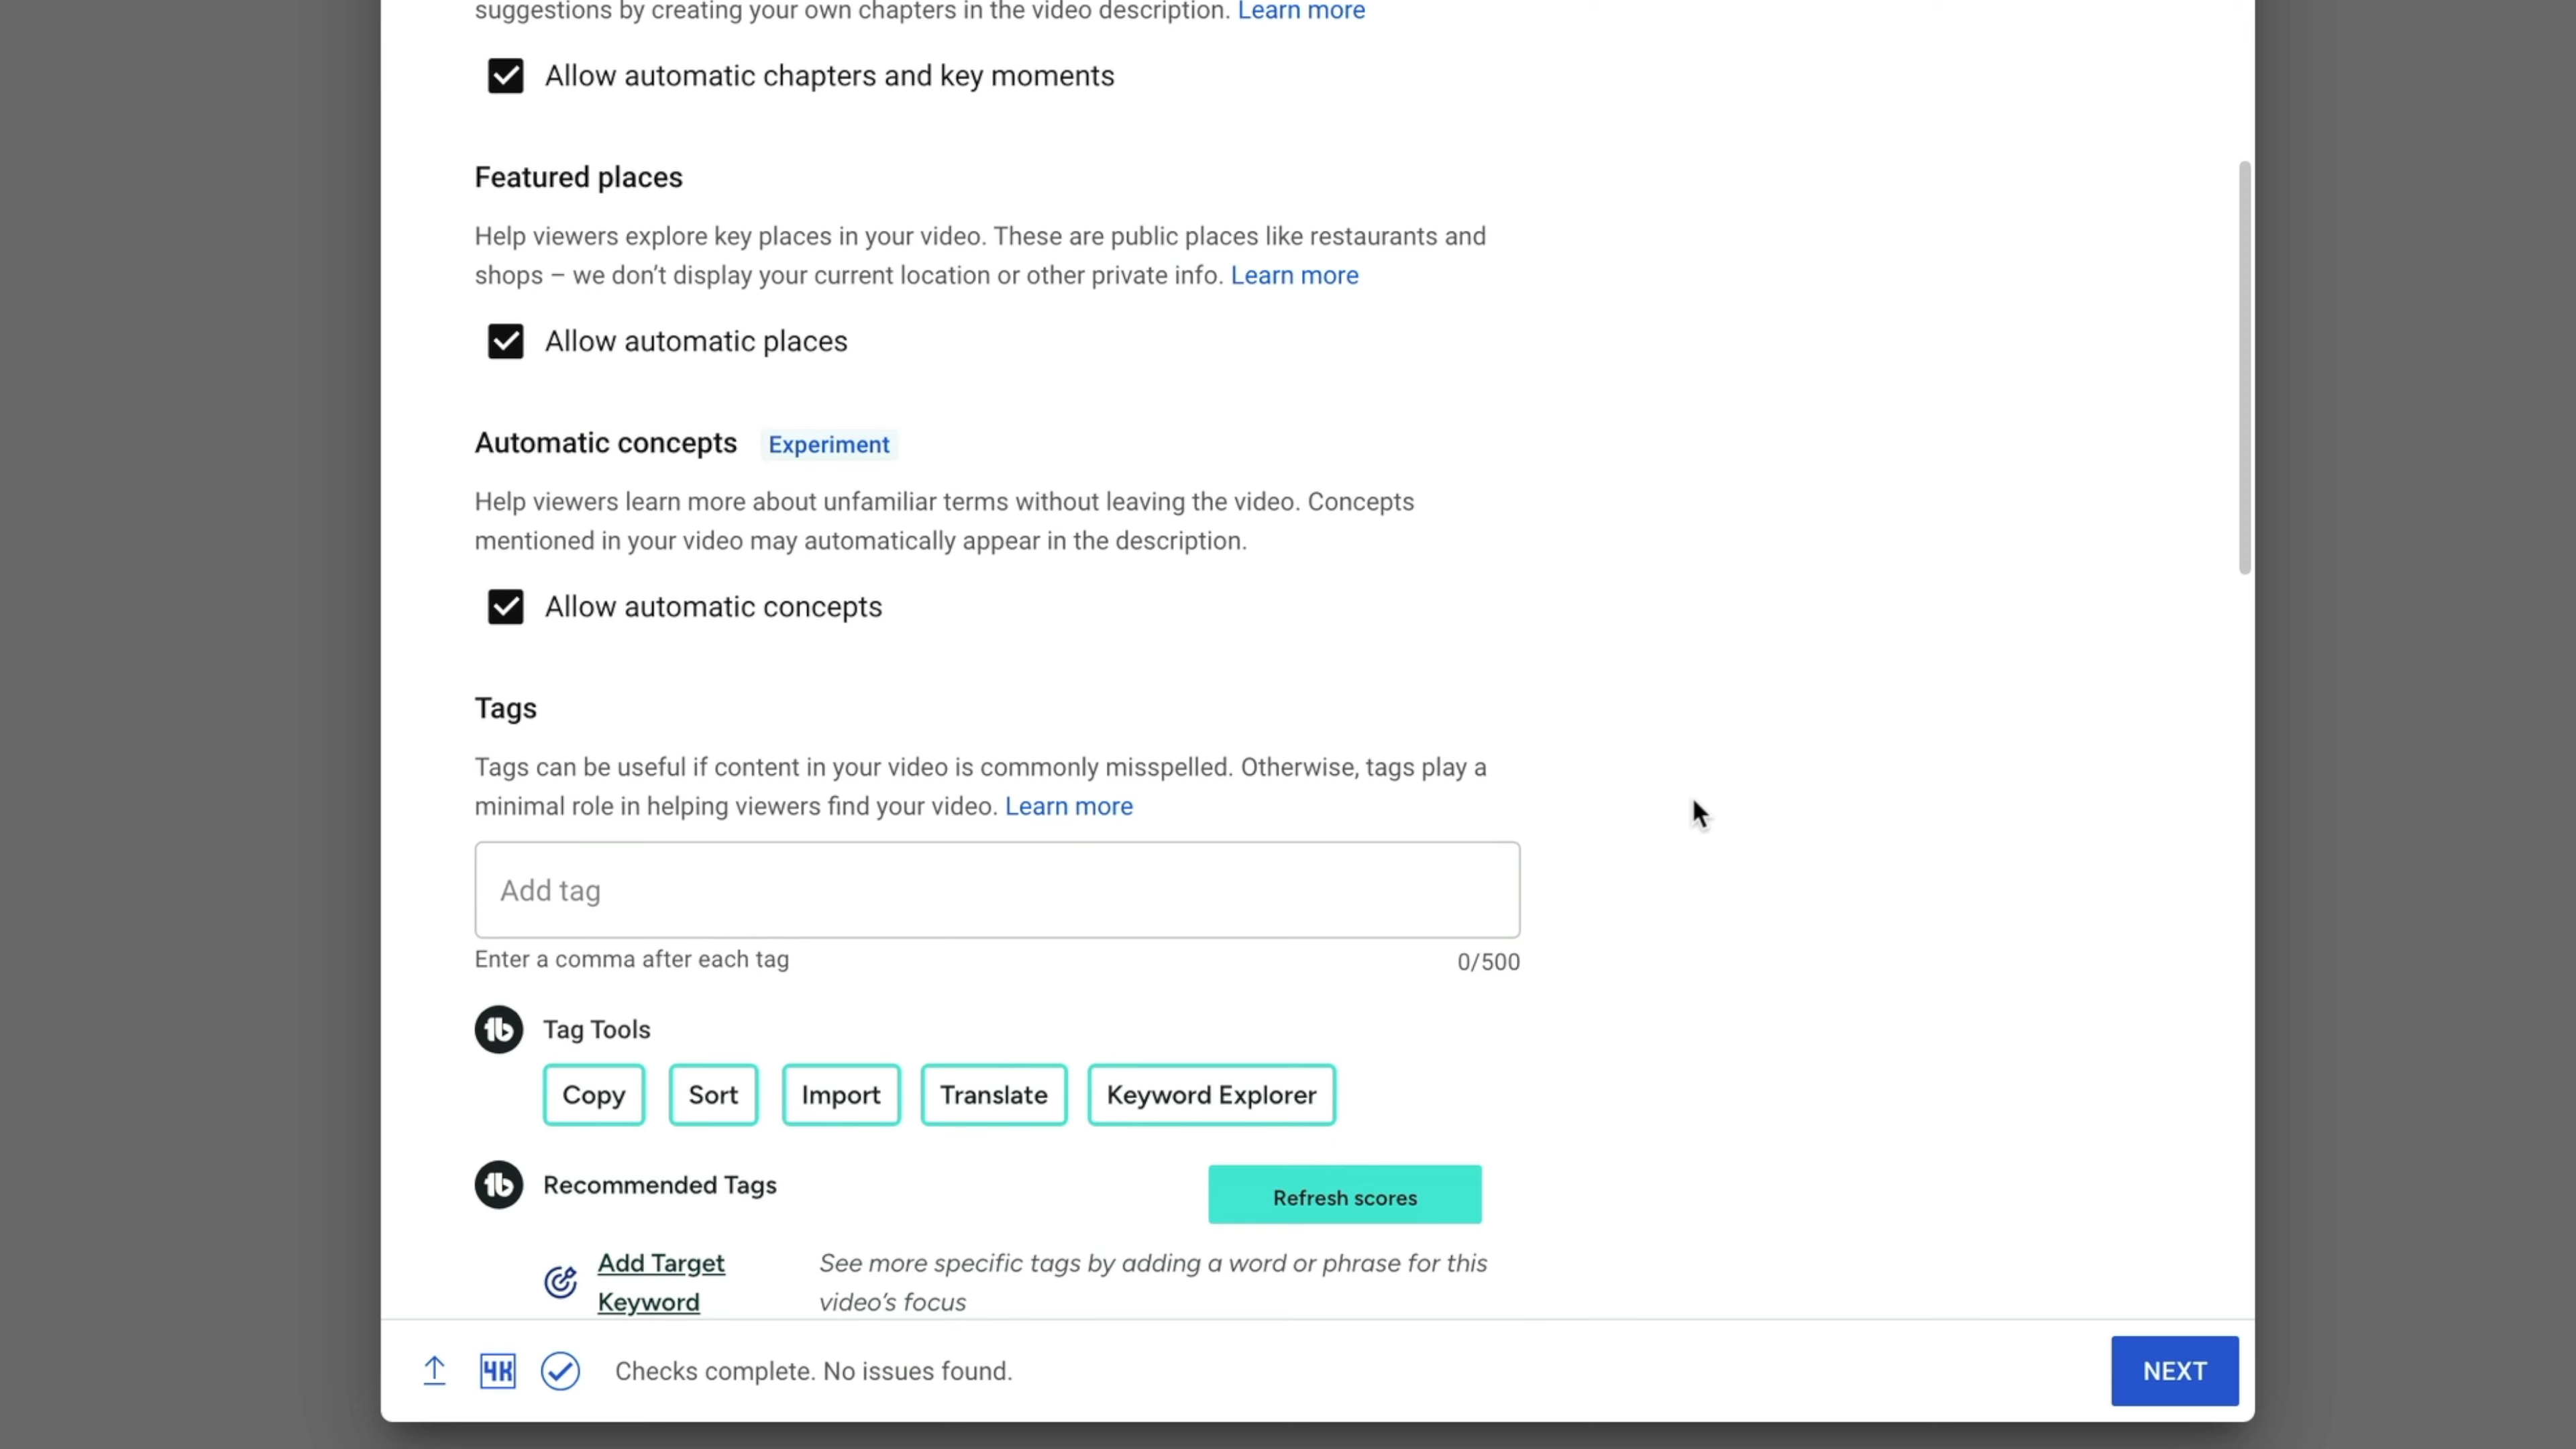 suggestions by creating your own chapters in the video description. Learn more
Allow automatic chapters and key moments
Featured places
Help viewers explore key places in your video. These are public places like restaurants and
shops – we don’t display your current location or other private info. Learn more
Allow automatic places
Automatic concepts Experiment
Help viewers learn more about unfamiliar terms without leaving the video. Concepts
mentioned in your video may automatically appear in the description.
Allow automatic concepts
Tags
Tags can be useful if content in your video is commonly misspelled. Otherwise, tags play a
minimal role in helping viewers find your video. Learn more
Add tag
Enter a comma after each tag 0/500
tb Tag Tools
Copy Sort Import Translate Keyword Explorer
tb Recommended Tags Refresh scores
Add Target See more specific tags by adding a word or phrase for this
Keyword video’s focus
4K Checks complete. No issues found. NEXT